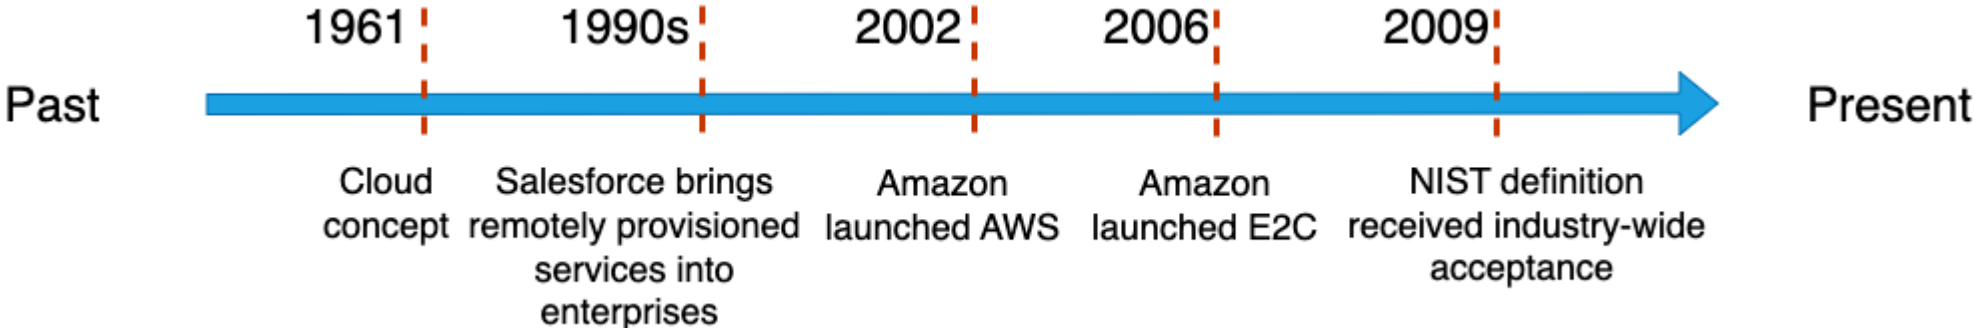 1961
1990s
2002
2006
2009
Past
Present
Cloud
concept
Salesforce brings
remotely provisioned
services into
enterprises
Amazon
launched AWS
Amazon
launched E2C
NIST definition
received industry-wide
acceptance